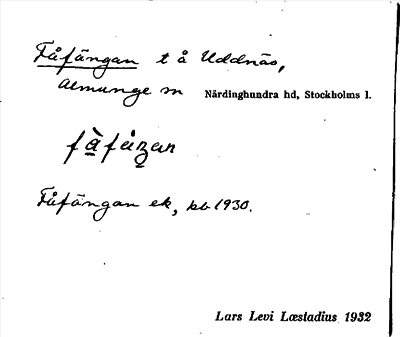 Fåfängan t å Uddnäs,
Almunge sn Närdinghundra hd, Stockholms l.
fåfäŋan
Fåfängan ek, kb 1930.
Lars Levi Læstadius 1932